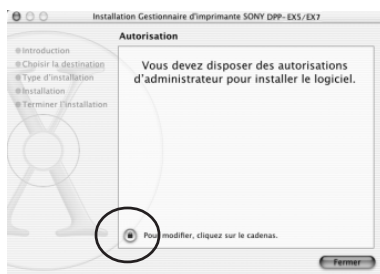 Installation Gestionnaire d'imprimante SONY DPP-EX5/EX7
Autorisation
Introduction
Choisir la destination
Type d'installation
Installation
Terminer l'installation
Vous devez disposer des autorisations
d'administrateur pour installer le logiciel.
Pour modifier, cliquez sur le cadenas.
Fermer